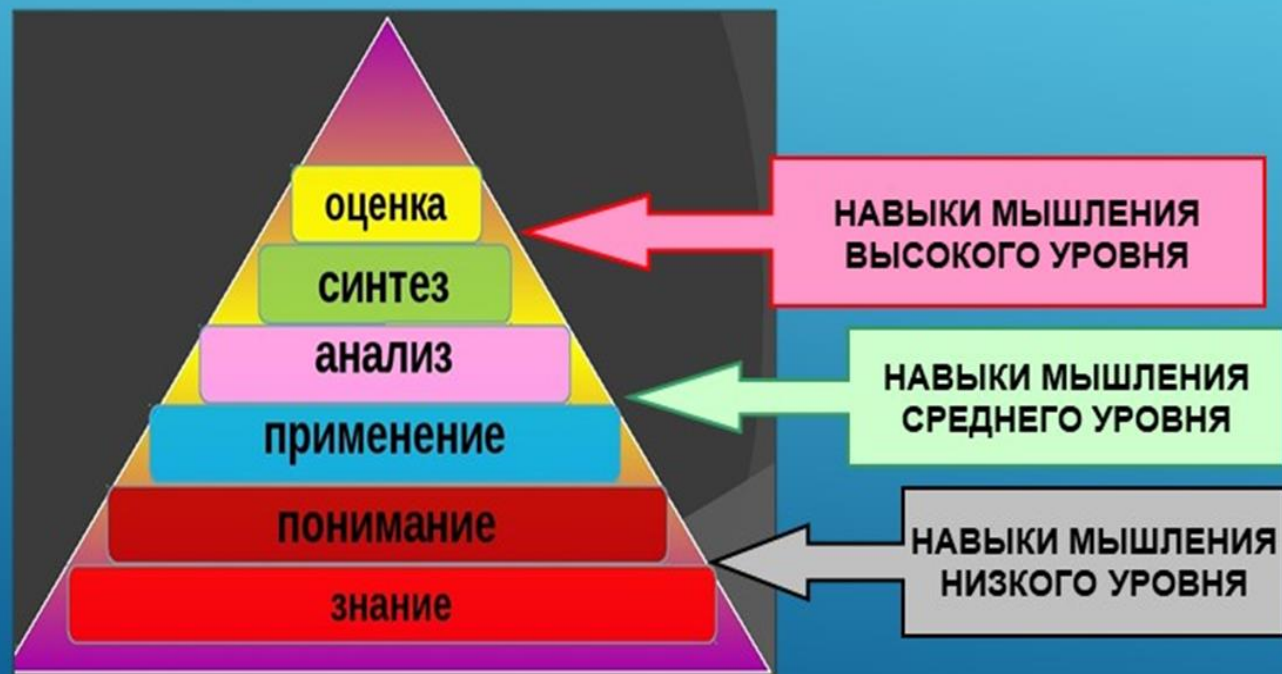 оценка
синтез
анализ
применение
понимание
знание
НАВЫКИ МЫШЛЕНИЯ
ВЫСОКОГО УРОВНЯ
НАВЫКИ МЫШЛЕНИЯ
СРЕДНЕГО УРОВНЯ
НАВЫКИ МЫШЛЕНИЯ
НИЗКОГО УРОВНЯ